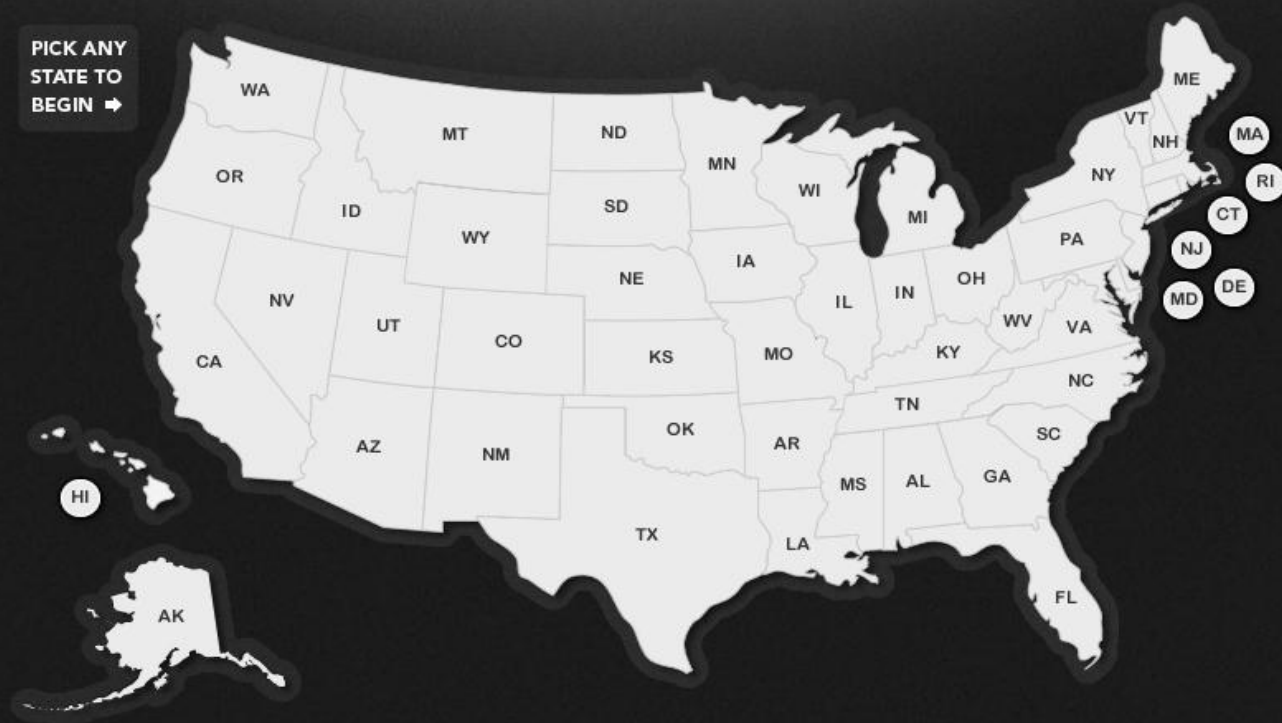 PICK ANY
STATE TO
BEGIN ➡
WA
MT
ND
MN
ME
VT
NH
MA
OR
ID
WY
SD
WI
MI
NY
RI
CT
NV
UT
CO
NE
IA
IL
IN
OH
PA
NJ
DE
MD
CA
KS
MO
KY
WV
VA
AZ
NM
OK
AR
TN
NC
SC
HI
TX
LA
MS
AL
GA
AK
FL